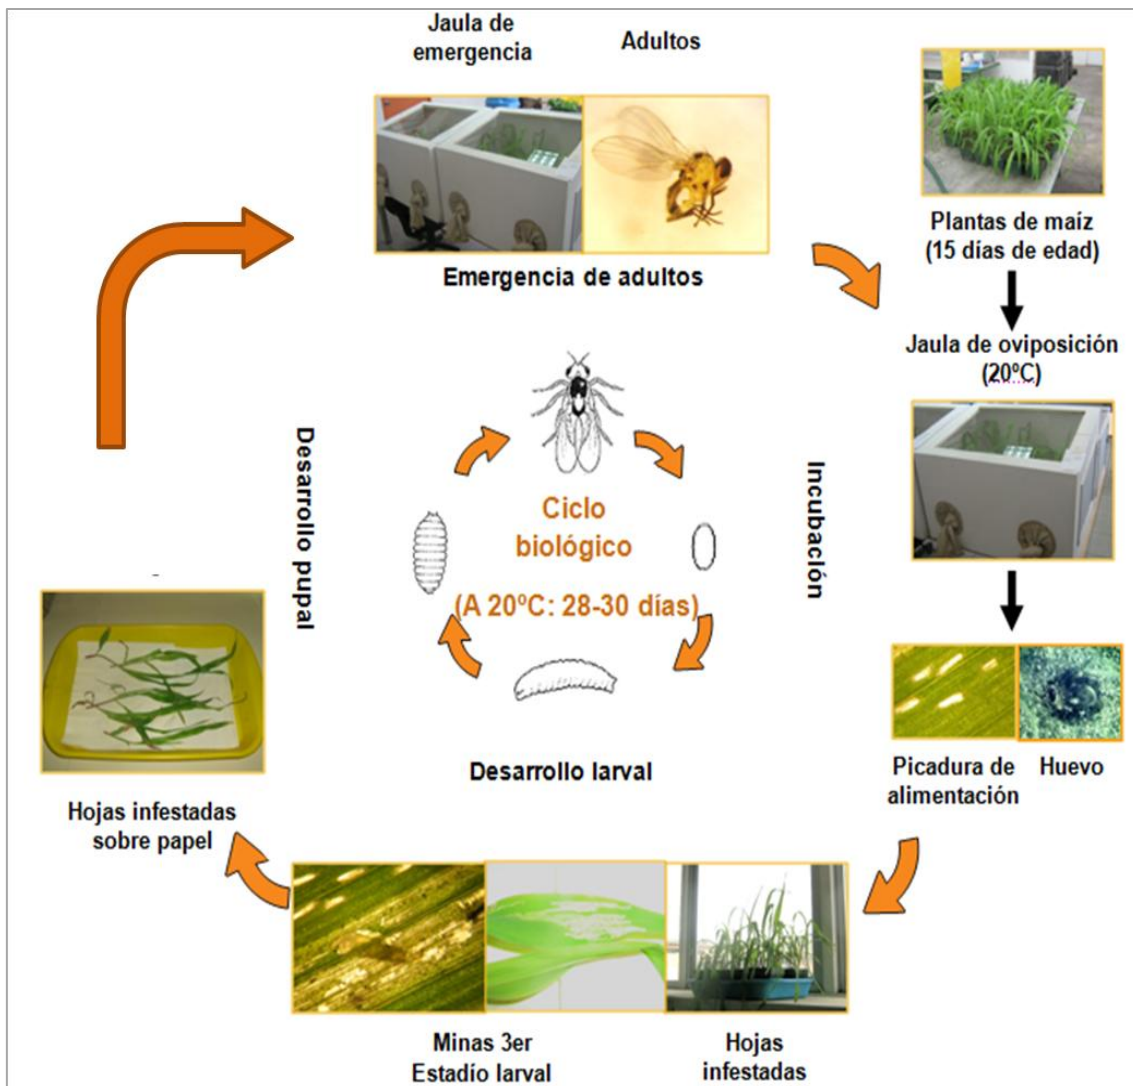 Jaula de
emergencia
Adultos
Emergencia de adultos
Plantas de maíz
(15 días de edad)
Jaula de oviposición
(20ºC)
Incubación
Picadura de
alimentación
Huevo
Ciclo
biológico
(A 20ºC: 28-30 días)
Desarrollo pupal
Desarrollo larval
Hojas infestadas
sobre papel
Minas 3er
Estadío larval
Hojas
infestadas